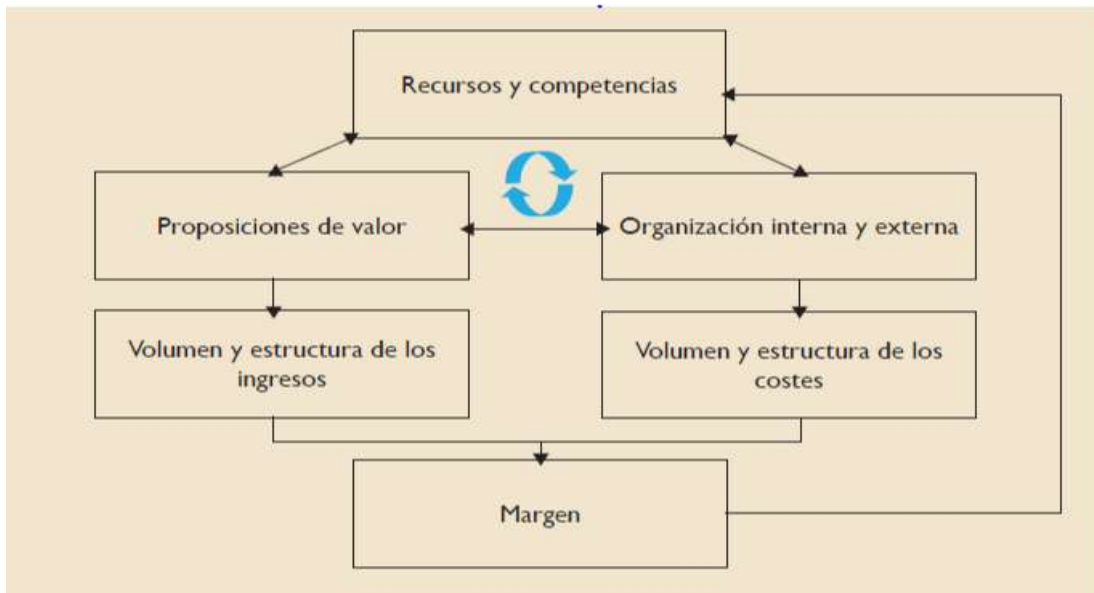 Recursos y competencias
Proposiciones de valor
Organización interna y externa
Volumen y estructura de los
ingresos
Volumen y estructura de los
costes
Margen